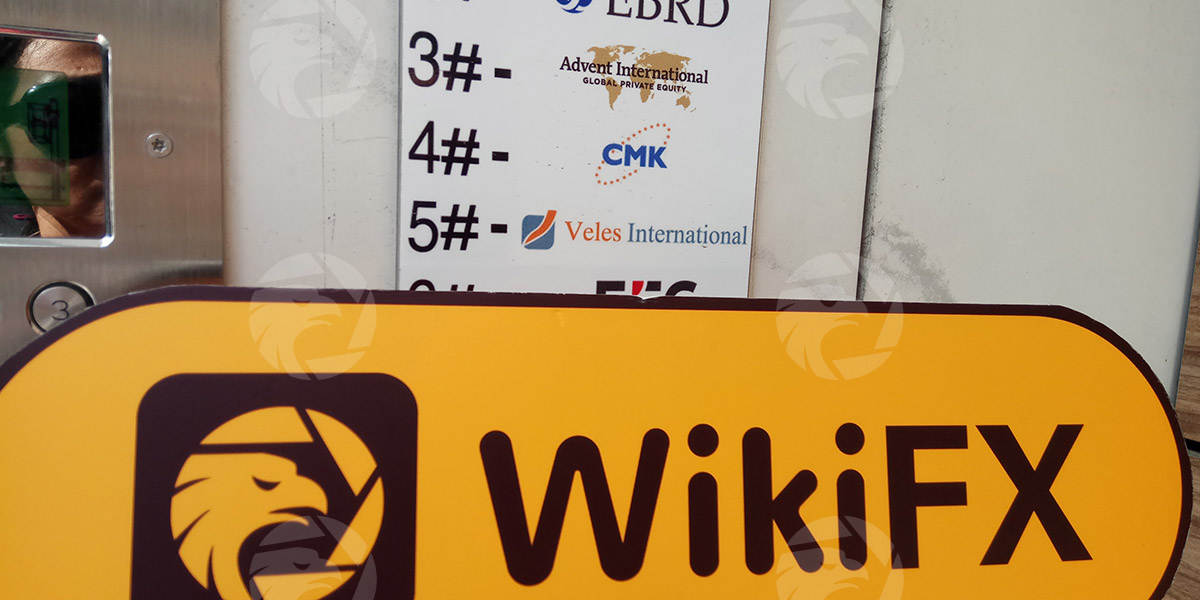 EBRD
3# - Advent International
GLOBAL PRIVATE EQUITY
4# - CMK
5# - Veles International
3
WikiFX